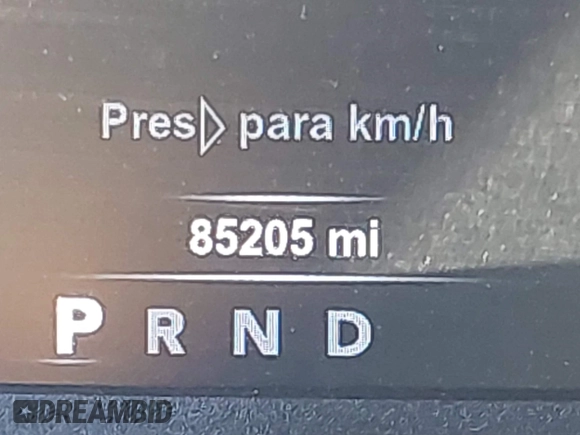 Pres▷ para km/h
85205 mi
P R N D
DREAMBID